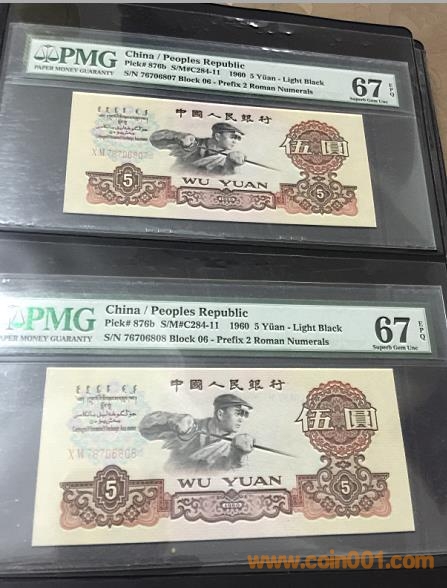 PMG
PAPER MONEY GUARANTY
China / Peoples Republic
Pick# 876b S/M#C284-11 1960 5 Yüan - Light Black
S/N 76706807 Block 06 - Prefix 2 Roman Numerals
67 EPQ
Superb Gem Unc
中國人民銀行
伍圓
5
WU YUAN
1960
5
PMG
PAPER MONEY GUARANTY
China / Peoples Republic
Pick# 876b S/M#C284-11 1960 5 Yüan - Light Black
S/N 76706808 Block 06 - Prefix 2 Roman Numerals
67 EPQ
Superb Gem Unc
中國人民銀行
伍圓
5
WU YUAN
1960
5
www.coin001.com